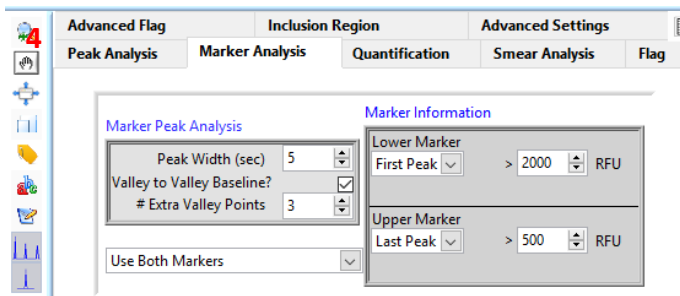 Advanced Flag Inclusion Region Advanced Settings
Peak Analysis Marker Analysis Quantification Smear Analysis Flag
4
abc
Marker Peak Analysis
Peak Width (sec) 5
Valley to Valley Baseline?
# Extra Valley Points 3
Use Both Markers
Marker Information
Lower Marker
First Peak > 2000 RFU
Upper Marker
Last Peak > 500 RFU